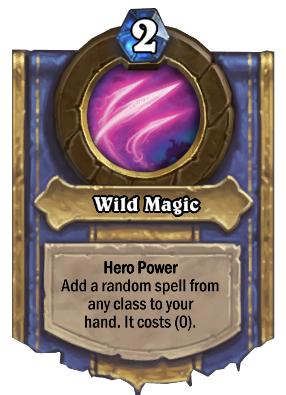 2
Wild Magic
Hero Power
Add a random spell from
any class to your
hand. It costs (0).